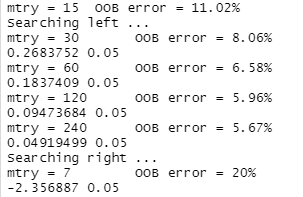 mtry = 15  OOB error = 11.02%
Searching left ...
mtry = 30       OOB error = 8.06%
0.2683752 0.05
mtry = 60       OOB error = 6.58%
0.1837409 0.05
mtry = 120      OOB error = 5.96%
0.09473684 0.05
mtry = 240      OOB error = 5.67%
0.04919499 0.05
Searching right ...
mtry = 7        OOB error = 20%
-2.356887 0.05